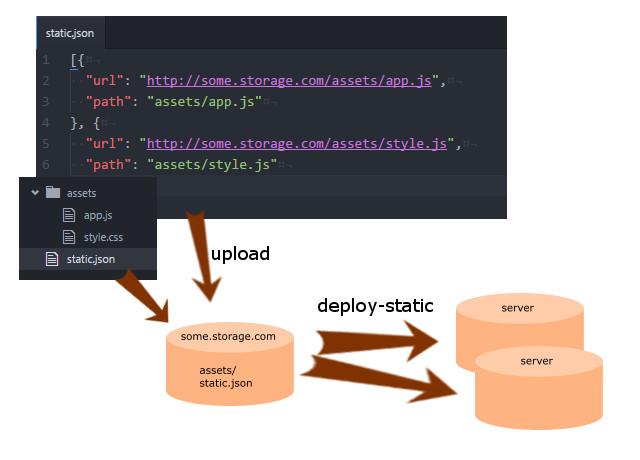 static.json
1 [{¤¬
2 "url": "http://some.storage.com/assets/app.js",¤¬
3 "path": "assets/app.js"¤¬
4 }, {¤¬
5 "url": "http://some.storage.com/assets/style.js",¤¬
6 "path": "assets/style.js"¤¬
assets
app.js
style.css
static.json
upload
deploy-static
some.storage.com
assets/
static.json
server
server